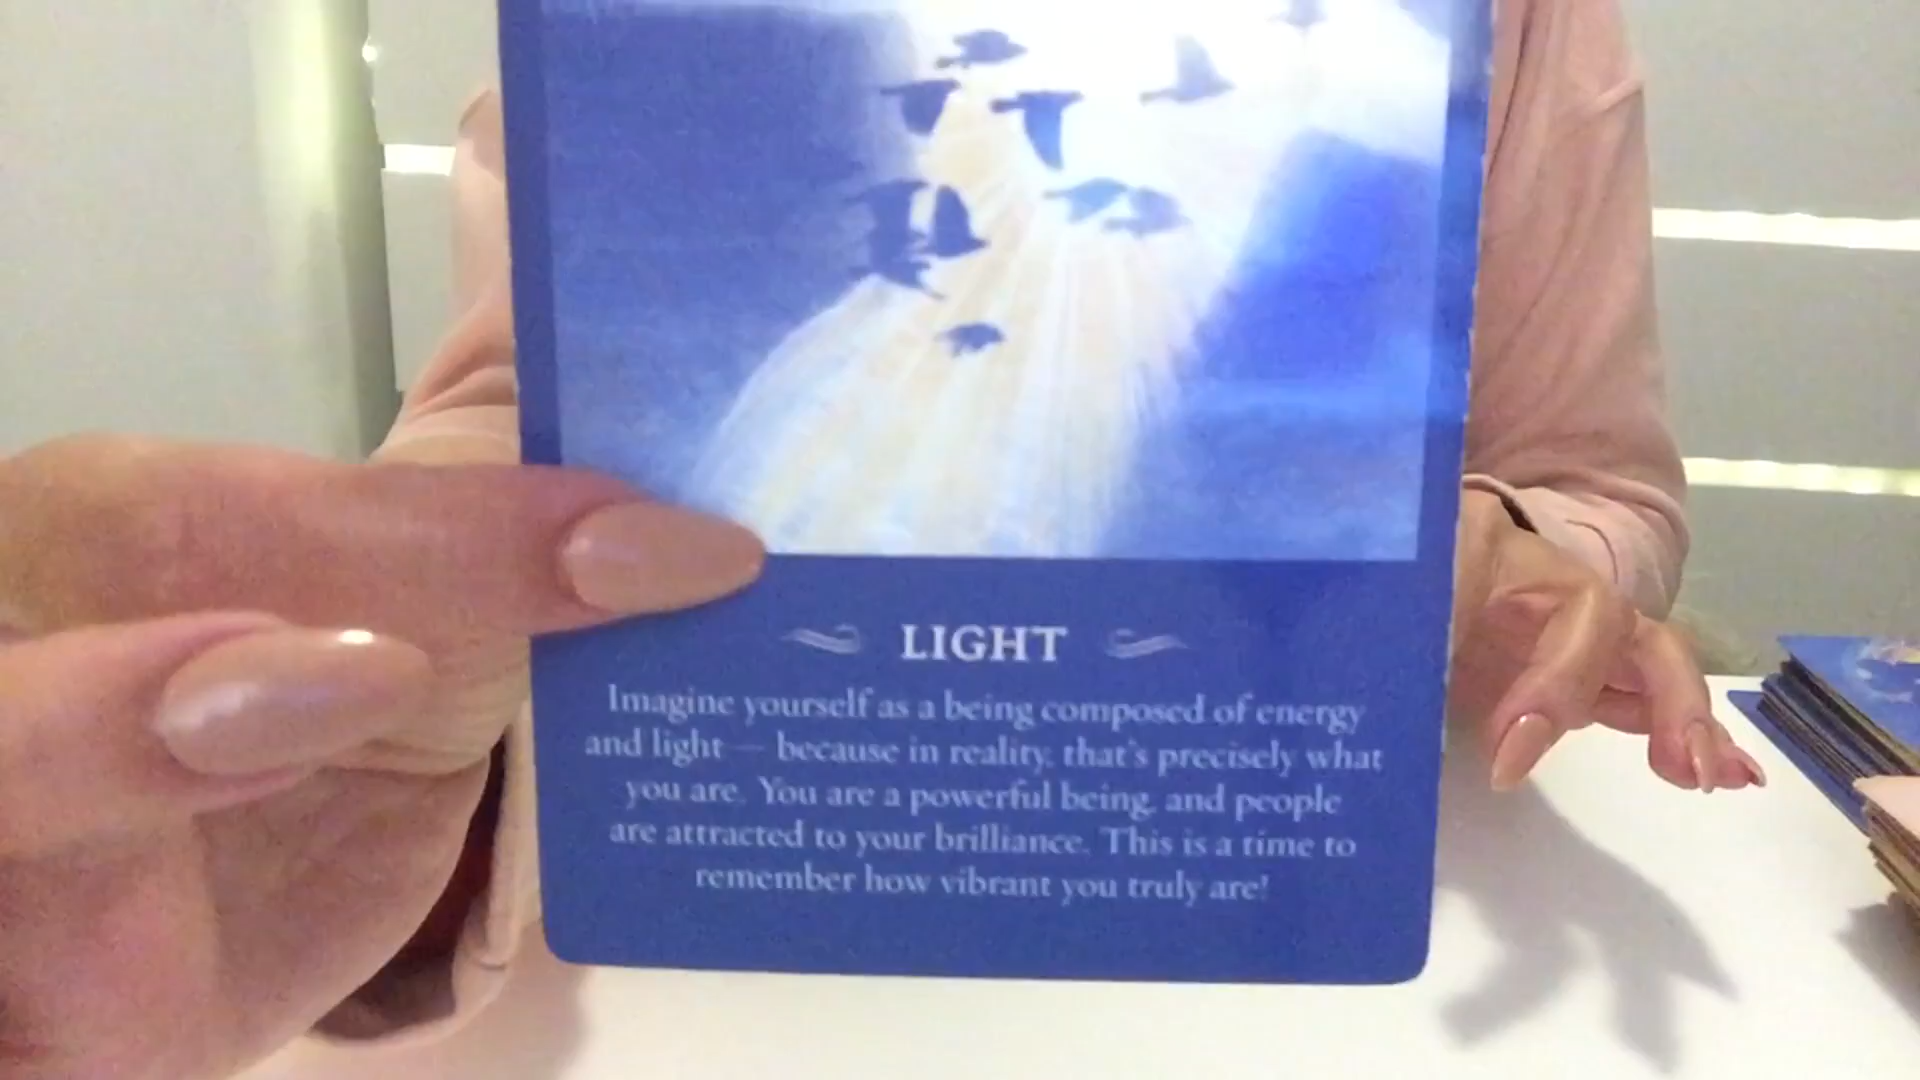 LIGHT
Imagine yourself as a being composed of energy
and light — because in reality, that's precisely what
you are. You are a powerful being, and people
are attracted to your brilliance. This is a time to
remember how vibrant you truly are!